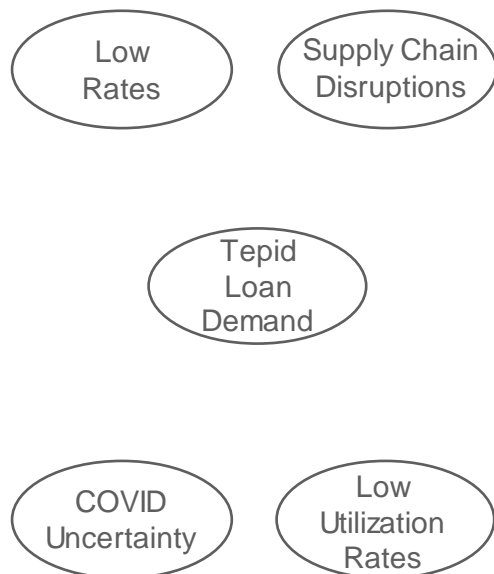 Low
Rates
Supply Chain
Disruptions
Tepid
Loan
Demand
COVID
Uncertainty
Low
Utilization
Rates